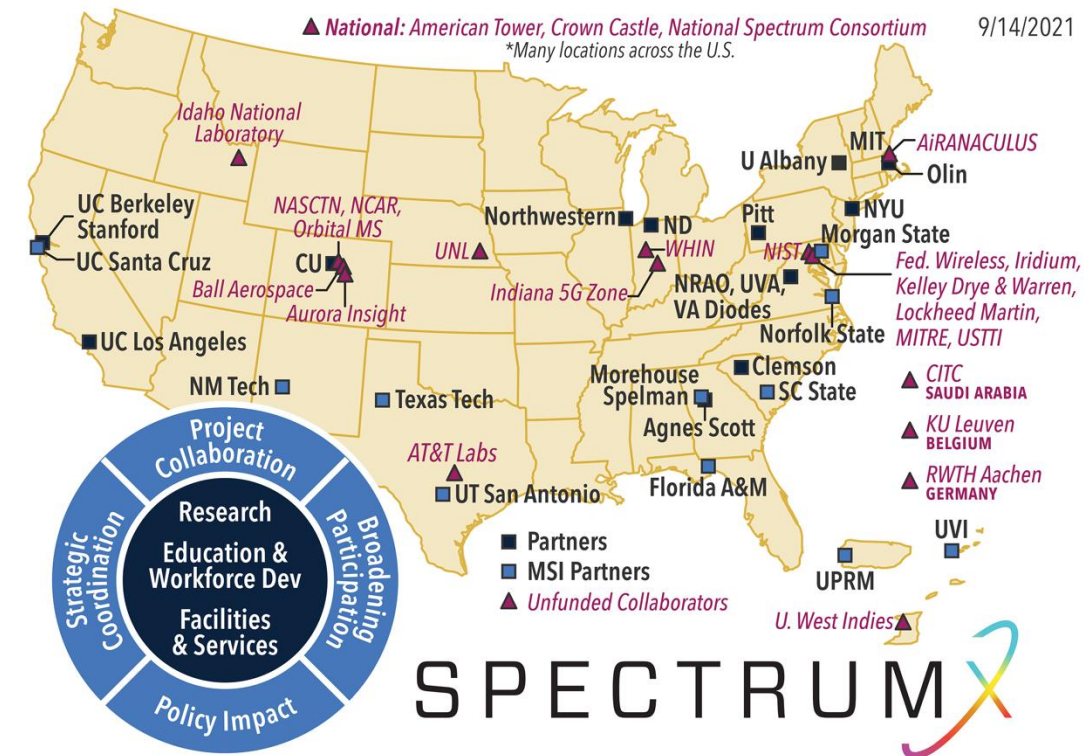 National: American Tower, Crown Castle, National Spectrum Consortium
*Many locations across the U.S.
9/14/2021
Idaho National
Laboratory
MIT
AiRANACULUS
U Albany
Olin
UC Berkeley
Stanford
UC Santa Cruz
NASCTN, NCAR,
Orbital MS
CU
Ball Aerospace
Aurora Insight
UNL
Northwestern
ND
WHIN
Indiana 5G Zone
Pitt
NYU
Morgan State
NIST
NRAO, UVA,
VA Diodes
Fed. Wireless, Iridium,
Kelley Drye & Warren,
Lockheed Martin,
MITRE, USTTI
Norfolk State
UC Los Angeles
NM Tech
Texas Tech
Morehouse
Spelman
Agnes Scott
Clemson
SC State
CITC
SAUDI ARABIA
KU Leuven
BELGIUM
RWTH Aachen
GERMANY
AT&T Labs
UT San Antonio
Florida A&M
UVI
UPRM
U. West Indies
Partners
MSI Partners
Unfunded Collaborators
Project
Collaboration
Strategic
Coordination
Broadening
Participation
Policy Impact
Research
Education &
Workforce Dev
Facilities
& Services
SPECTRUMX